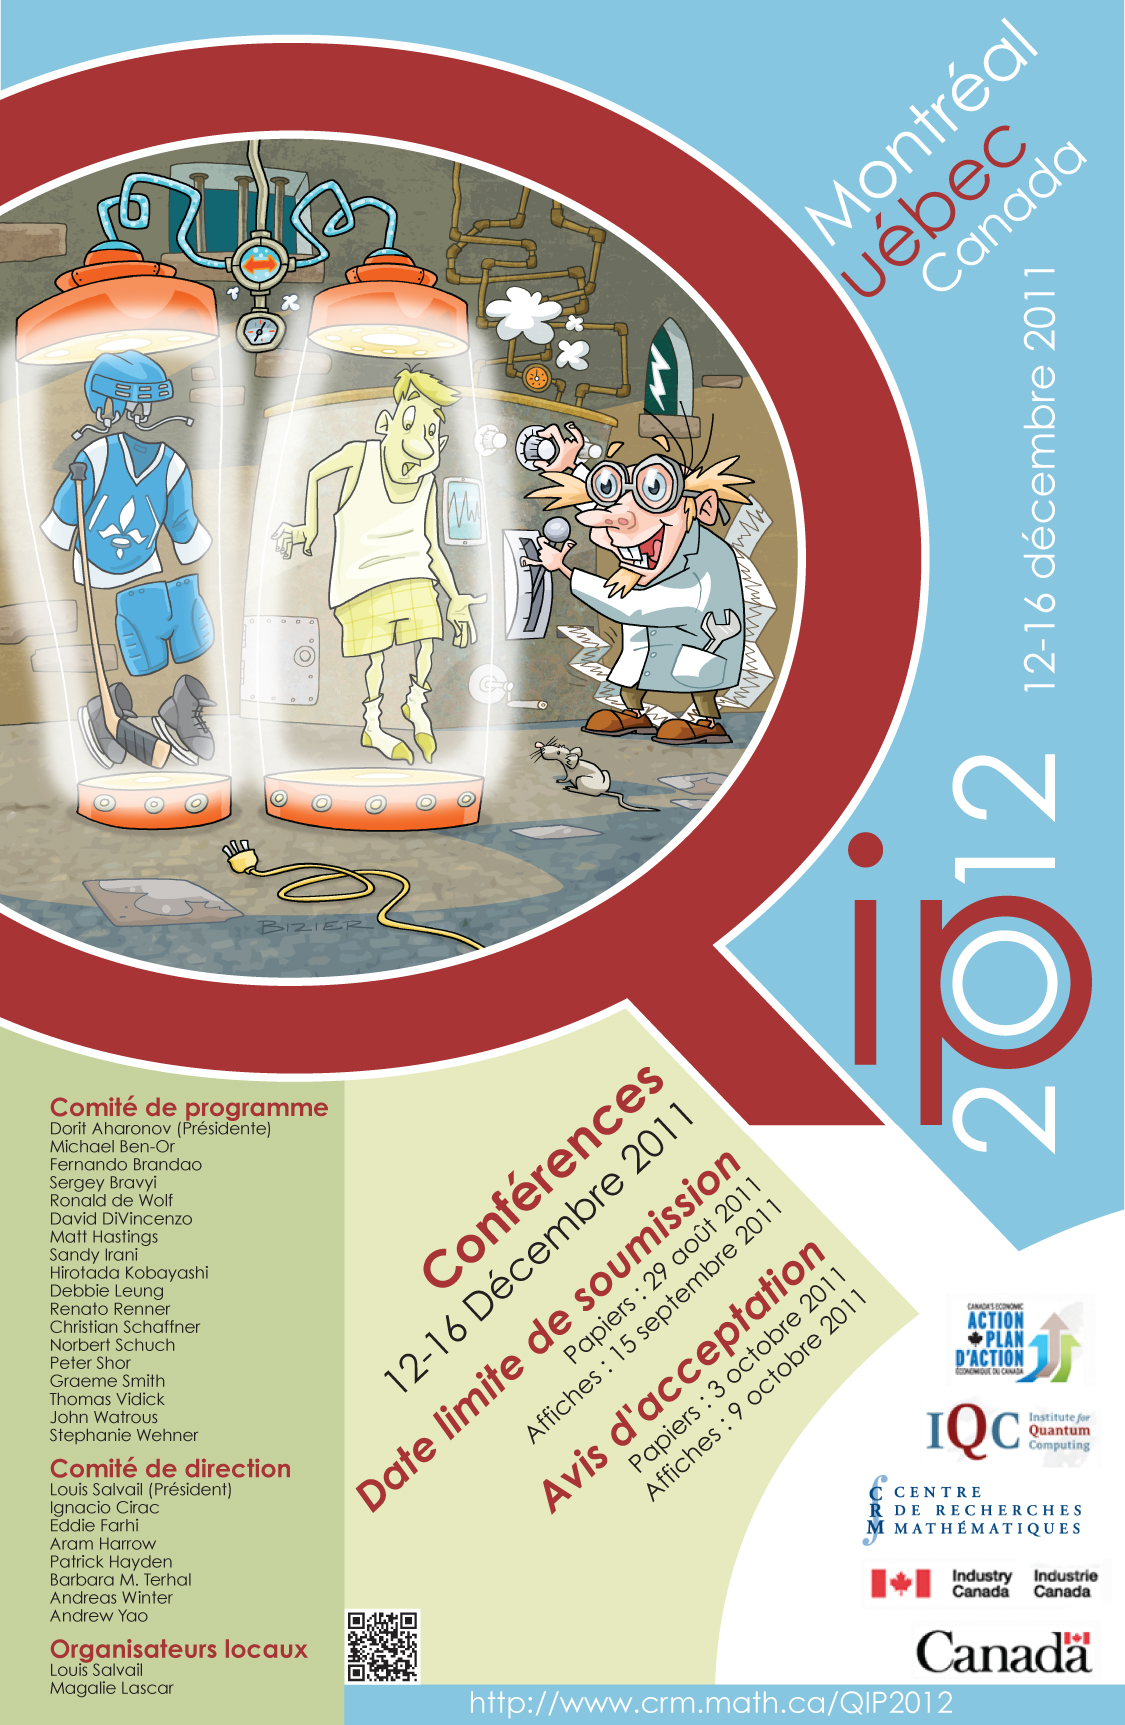 Montréal
uébec
Canada
12-16 décembre 2011
Qip
2012
BIZIER
Comité de programme
Dorit Aharonov (Présidente)
Michael Ben-Or
Fernando Brandao
Sergey Bravyi
Ronald de Wolf
David DiVincenzo
Matt Hastings
Sandy Irani
Hirotada Kobayashi
Debbie Leung
Renato Renner
Christian Schaffner
Norbert Schuch
Peter Shor
Graeme Smith
Thomas Vidick
John Watrous
Stephanie Wehner
Comité de direction
Louis Salvail (Président)
Ignacio Cirac
Eddie Farhi
Aram Harrow
Patrick Hayden
Barbara M. Terhal
Andreas Winter
Andrew Yao
Organisateurs locaux
Louis Salvail
Magalie Lascar
Conférences
12-16 Décembre 2011
Date limite de soumission
Papiers : 29 août 2011
Affiches : 15 septembre 2011
Avis d'acceptation
Papiers : 3 octobre 2011
Affiches : 9 octobre 2011
CANADA'S ECONOMIC
ACTION
PLAN
D'ACTION
ÉCONOMIQUE DU CANADA
IQC Institute for
Quantum
Computing
CRM
CENTRE
DE RECHERCHES
MATHÉMATIQUES
Industry Industrie
Canada Canada
Canada
http://www.crm.math.ca/QIP2012